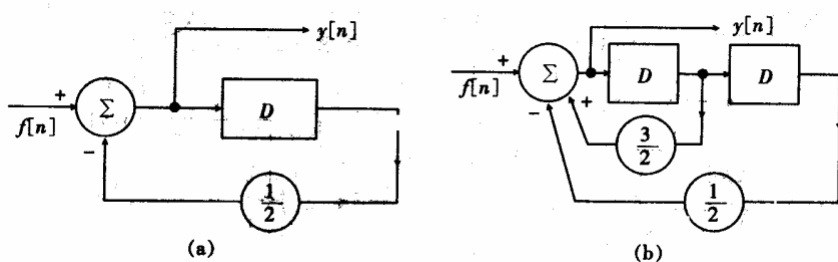 y[n]
+
Σ
D
f[n]
−
1/2
(a)
y[n]
+
Σ
D
D
f[n]
+
−
3/2
1/2
(b)